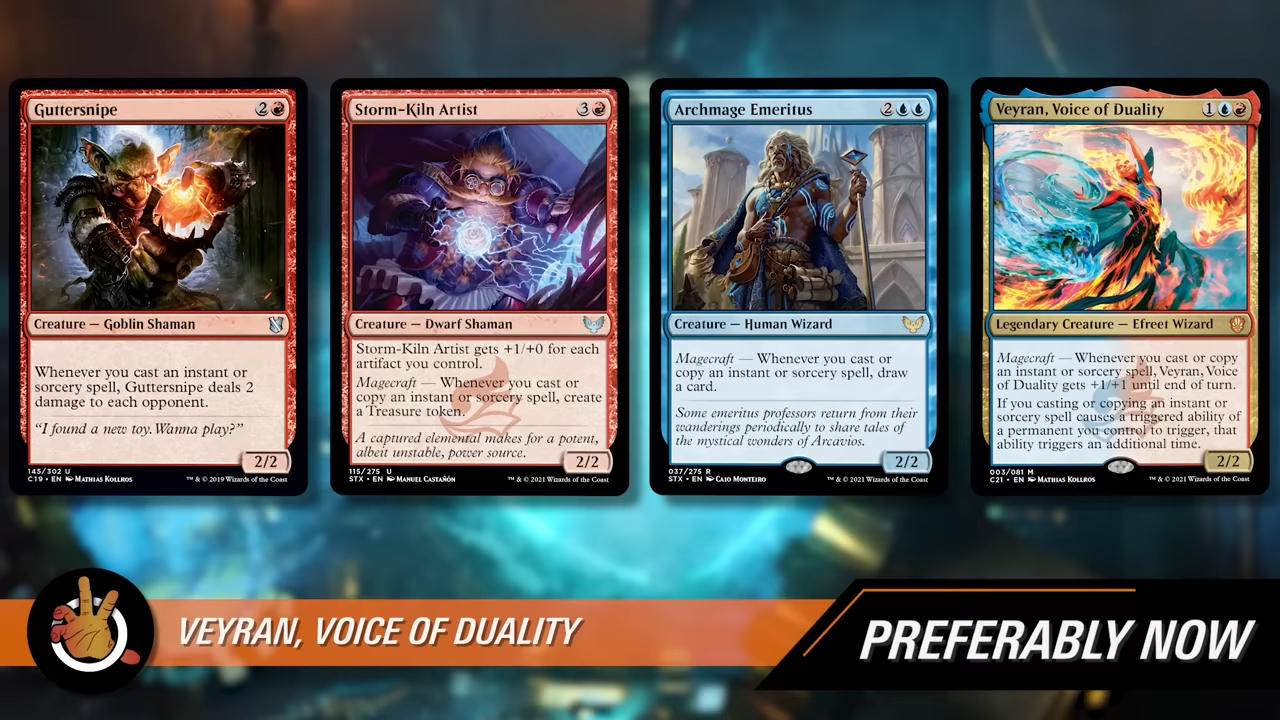 Guttersnipe
2
Creature — Goblin Shaman
Whenever you cast an instant or
sorcery spell, Guttersnipe deals 2
damage to each opponent.
“I found a new toy. Wanna play?”
2/2
145/302 U
C19 • EN Mathias Kollros
™ & © 2019 Wizards of the Coast
Storm-Kiln Artist
3
Creature — Dwarf Shaman
Storm-Kiln Artist gets +1/+0 for each
artifact you control.
Magecraft — Whenever you cast or
copy an instant or sorcery spell, create
a Treasure token.
A captured elemental makes for a potent,
albeit unstable, power source.
2/2
115/275 U
STX • EN Manuel Castañón
™ & © 2021 Wizards of the Coast
Archmage Emeritus
2
Creature — Human Wizard
Magecraft — Whenever you cast or
copy an instant or sorcery spell, draw
a card.
Some emeritus professors return from their
wanderings periodically to share tales of
the mystical wonders of Arcavios.
2/2
037/275 R
STX • EN Caio Monteiro
™ & © 2021 Wizards of the Coast
Veyran, Voice of Duality
1
Legendary Creature — Efreet Wizard
Magecraft — Whenever you cast or copy
an instant or sorcery spell, Veyran, Voice
of Duality gets +1/+1 until end of turn.
If you casting or copying an instant or
sorcery spell causes a triggered ability of
a permanent you control to trigger, that
ability triggers an additional time.
2/2
003/081 M
C21 • EN Mathias Kollros
™ & © 2021 Wizards of the Coast
VEYRAN, VOICE OF DUALITY
PREFERABLY NOW